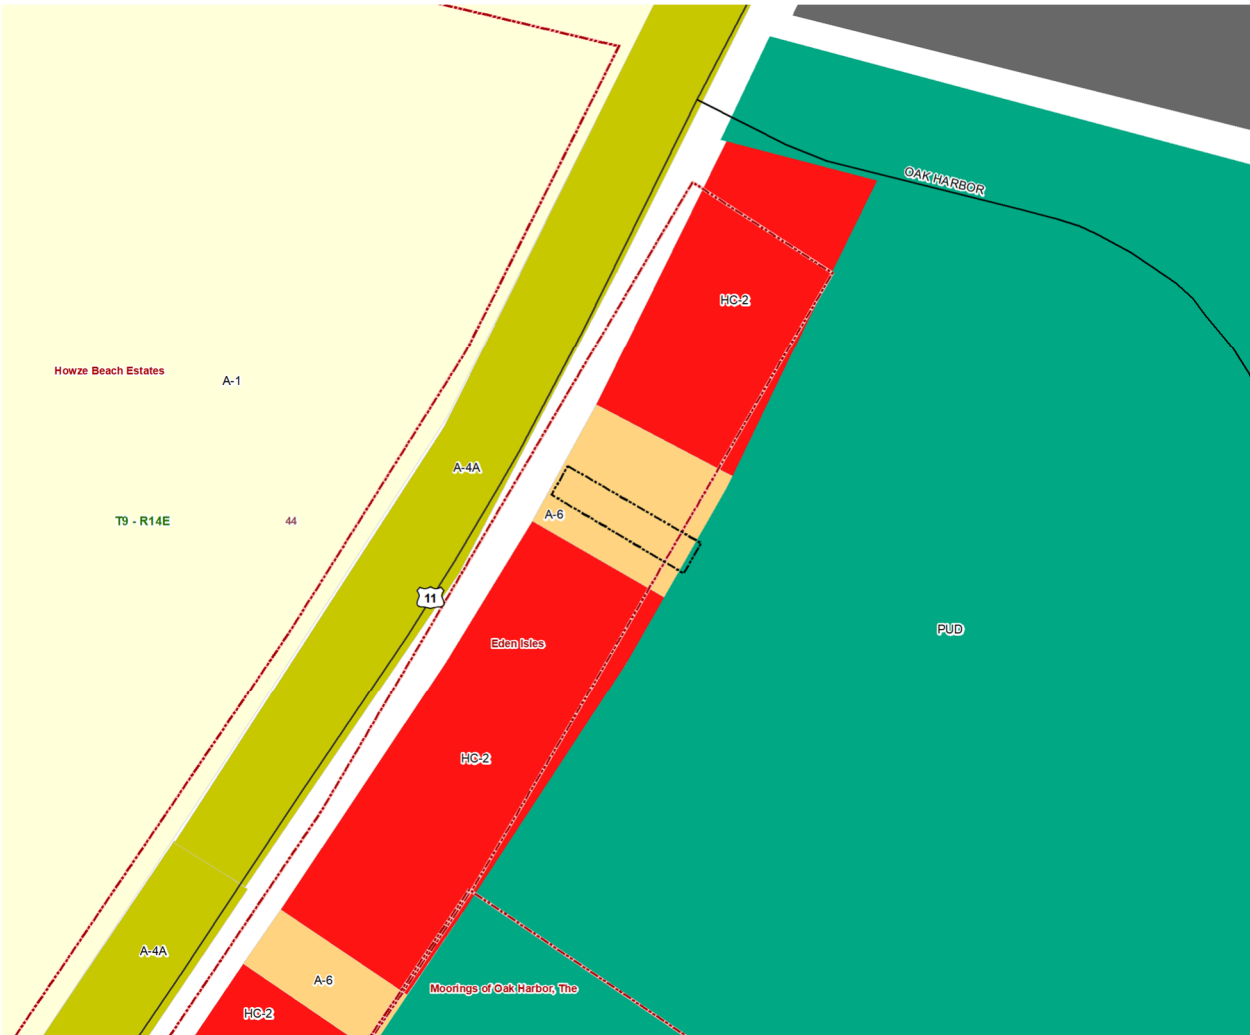 OAK HARBOR
HC-2
Howze Beach Estates
A-1
A-4A
A-6
T9 - R14E
44
11
Eden Isles
PUD
HC-2
A-4A
A-6
Moorings of Oak Harbor, The
HC-2